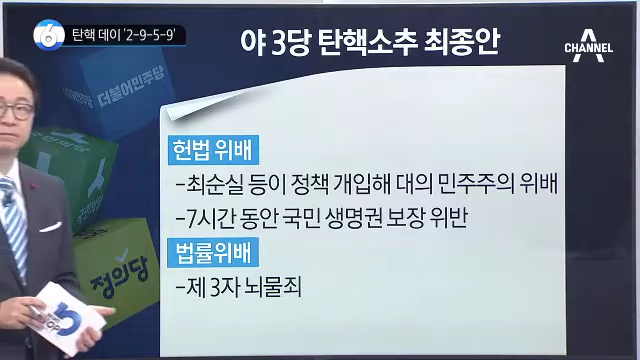 탄핵 데이 '2-9-5-9'
야 3당 탄핵소추 최종안
CHANNEL A
더불어민주당
헌법 위배
-최순실 등이 정책 개입해 대의 민주주의 위배
-7시간 동안 국민 생명권 보장 위반
법률위배
-제 3자 뇌물죄
정의당